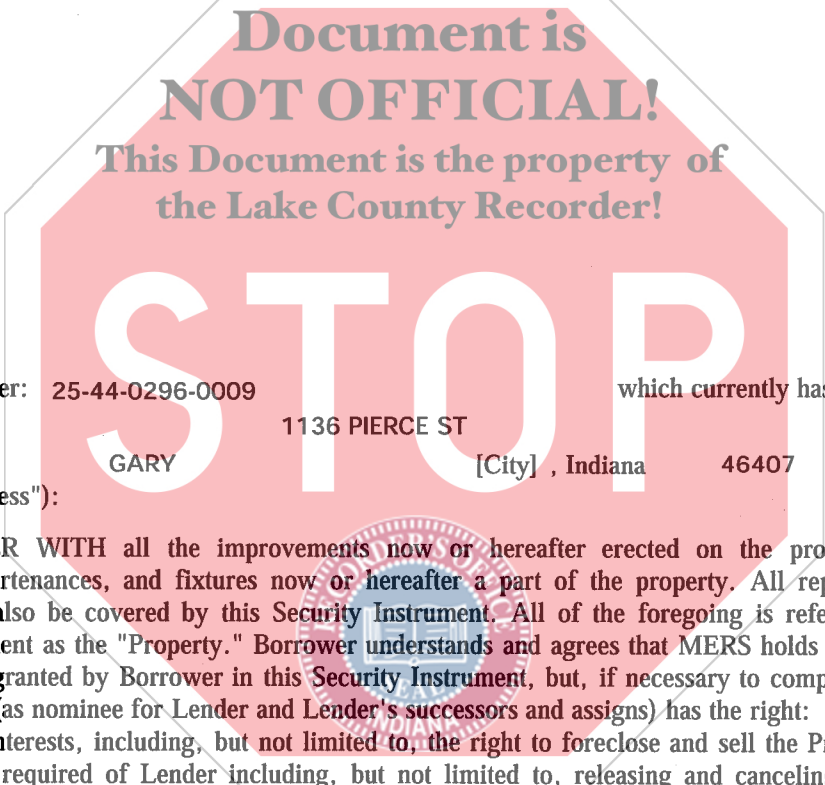 Document is
NOT OFFICIAL!
This Document is the property of
the Lake County Recorder!
STOP
er: 25-44-0296-0009 which currently has
1136 PIERCE ST
GARY [City] , Indiana 46407
ess"):
R WITH all the improvements now or hereafter erected on the pro
rtenances, and fixtures now or hereafter a part of the property. All rep
also be covered by this Security Instrument. All of the foregoing is refe
ent as the "Property." Borrower understands and agrees that MERS holds
granted by Borrower in this Security Instrument, but, if necessary to comp
(as nominee for Lender and Lender's successors and assigns) has the right:
nterests, including, but not limited to, the right to foreclose and sell the P
required of Lender including, but not limited to, releasing and cancelin
SEAL
INDIANA